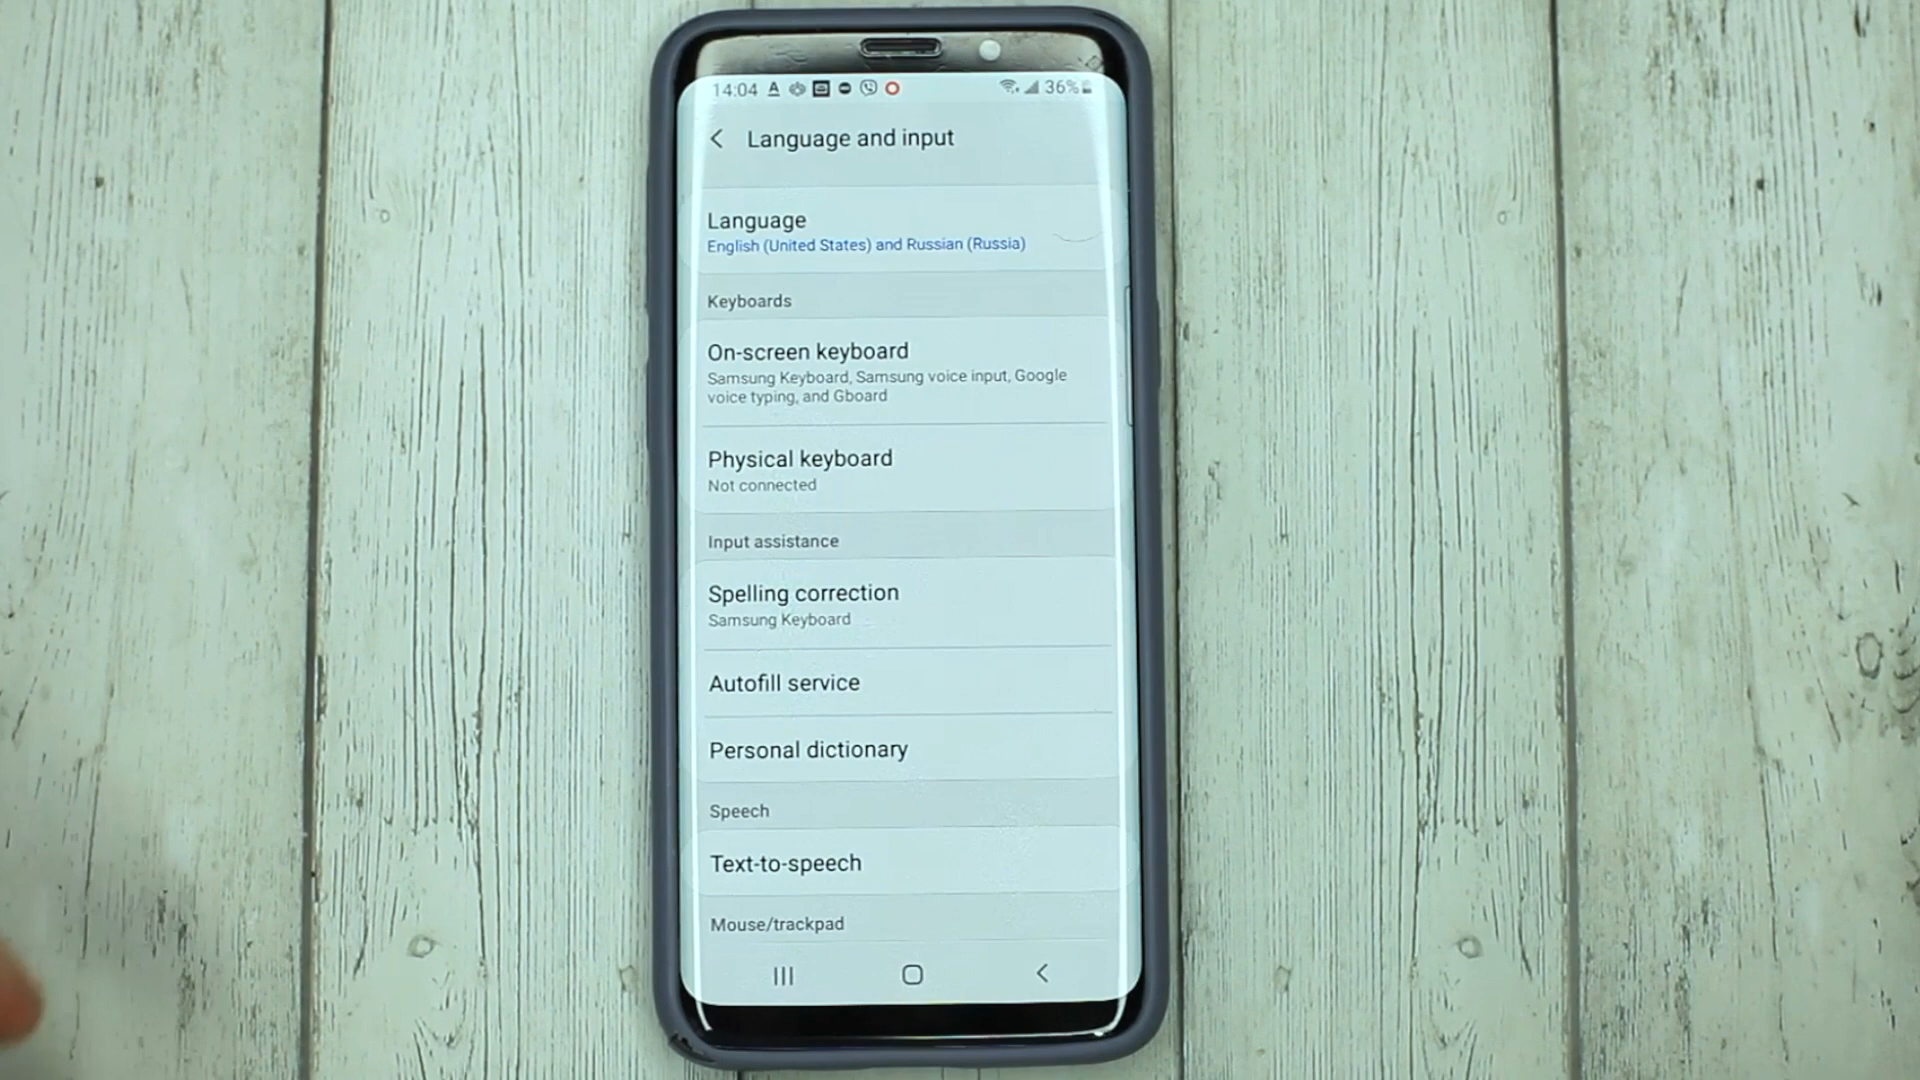 14:04 A 36%
Language and input
Language
English (United States) and Russian (Russia)
Keyboards
On-screen keyboard
Samsung Keyboard, Samsung voice input, Google
voice typing, and Gboard
Physical keyboard
Not connected
Input assistance
Spelling correction
Samsung Keyboard
Autofill service
Personal dictionary
Speech
Text-to-speech
Mouse/trackpad